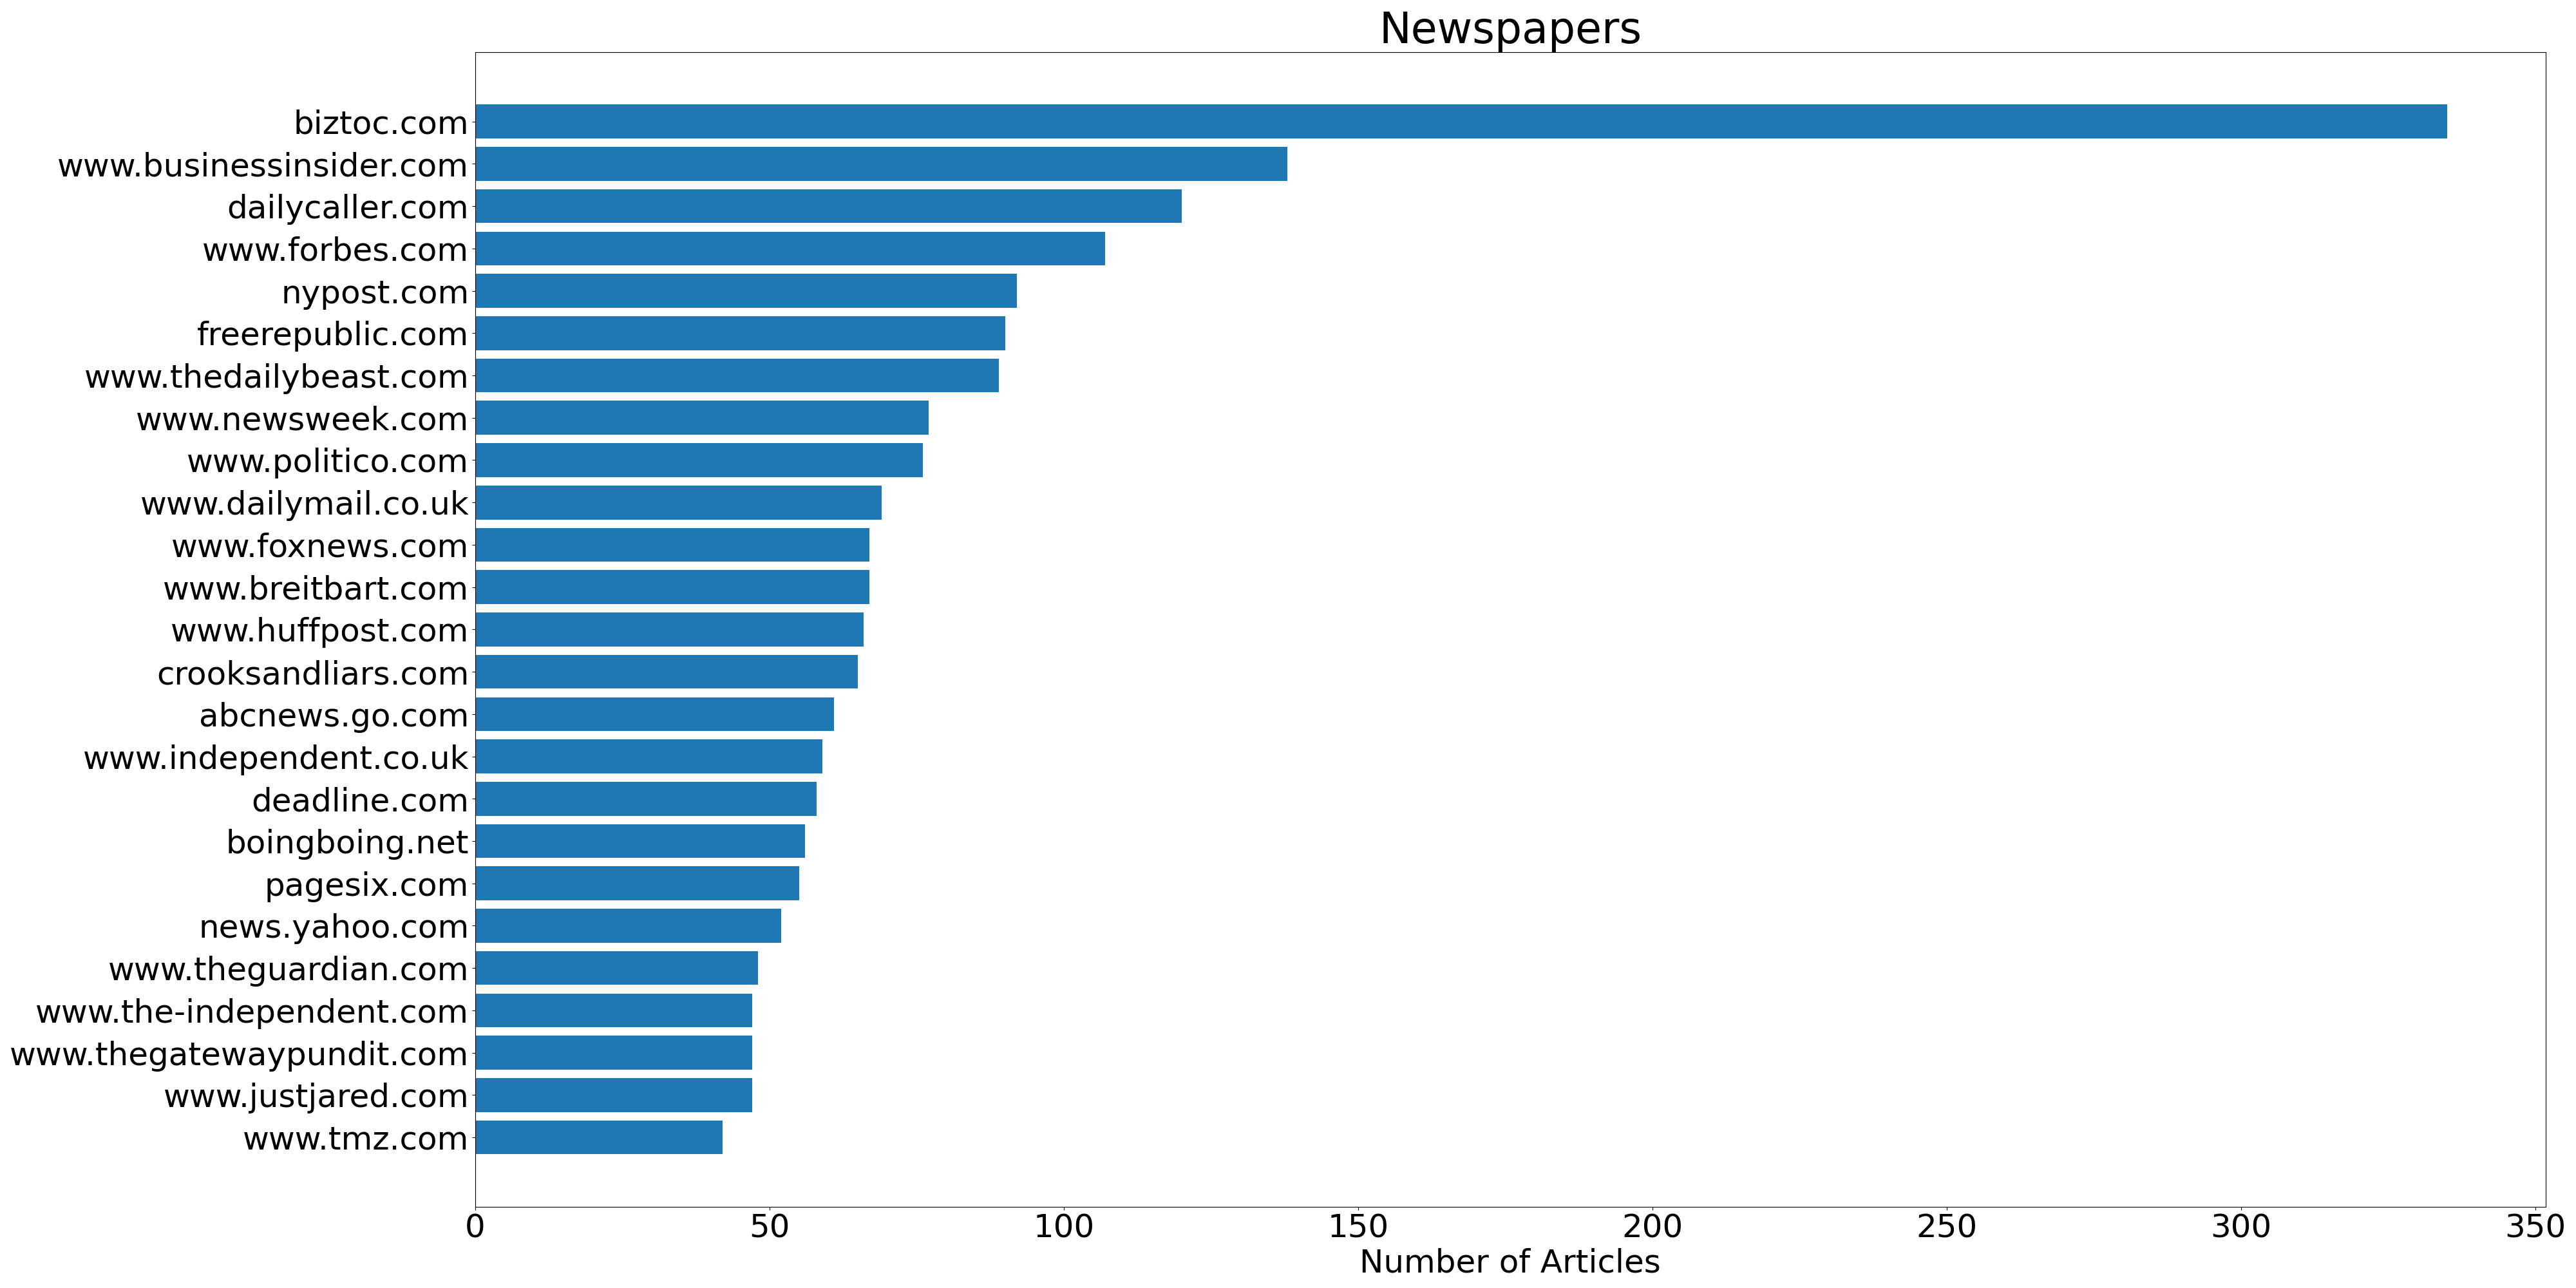 Newspapers
biztoc.com
www.businessinsider.com
dailycaller.com
www.forbes.com
nypost.com
freerepublic.com
www.thedailybeast.com
www.newsweek.com
www.politico.com
www.dailymail.co.uk
www.foxnews.com
www.breitbart.com
www.huffpost.com
crooksandliars.com
abcnews.go.com
www.independent.co.uk
deadline.com
boingboing.net
pagesix.com
news.yahoo.com
www.theguardian.com
www.the-independent.com
www.thegatewaypundit.com
www.justjared.com
www.tmz.com
0 50 100 150 200 250 300 350
Number of Articles